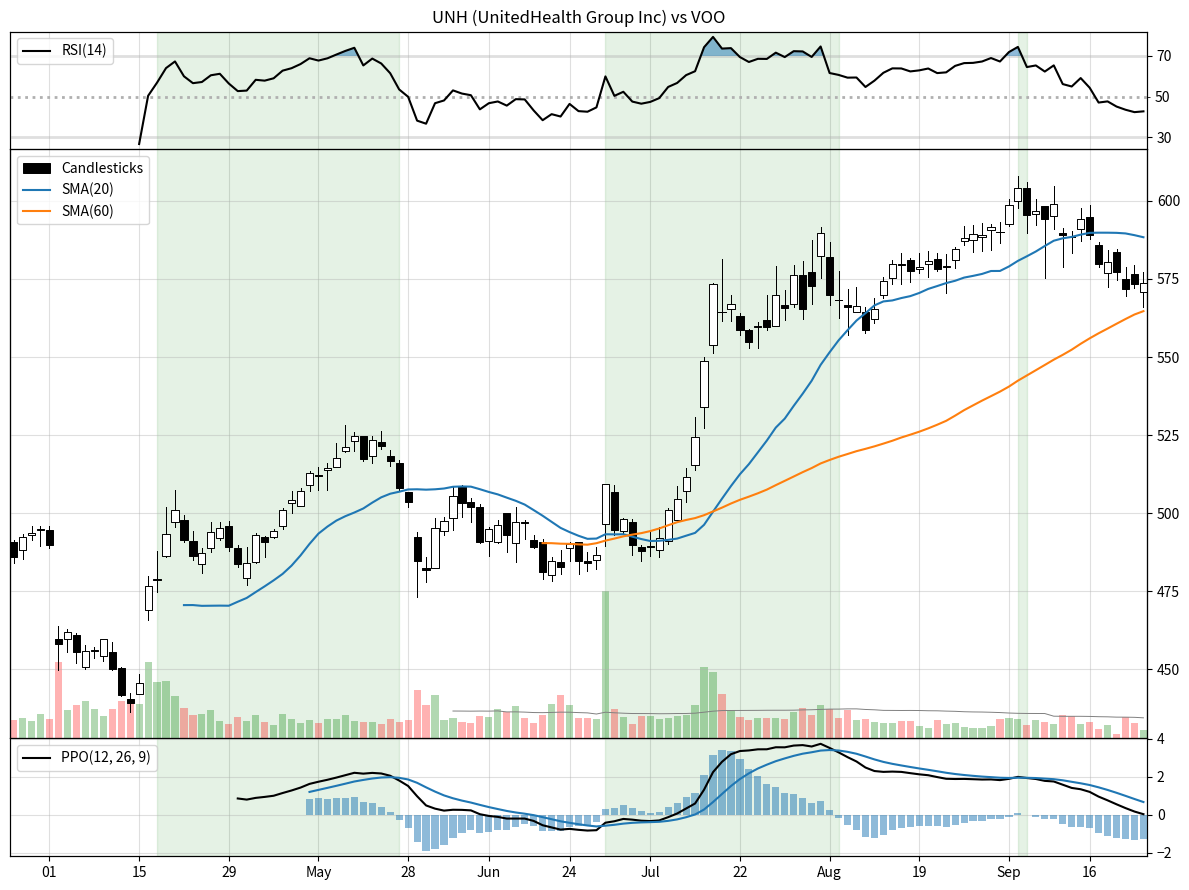 UNH (UnitedHealth Group Inc) vs VOO
RSI(14)
70
50
30
Candlesticks
SMA(20)
SMA(60)
600
575
550
525
500
475
450
PPO(12, 26, 9)
4
2
0
−2
01 15 29 May 28 Jun 24 Jul 22 Aug 19 Sep 16